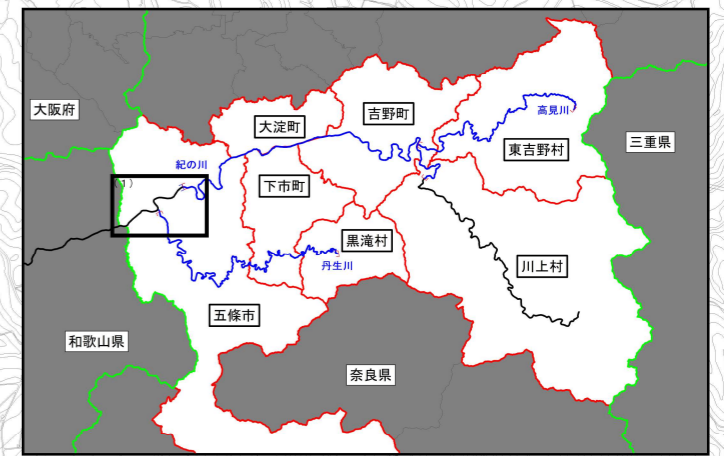 大阪府
吉野町
高見川
大淀町
東吉野村
三重県
紀の川
(1)
下市町
黒滝村
丹生川
川上村
五條市
和歌山県
奈良県